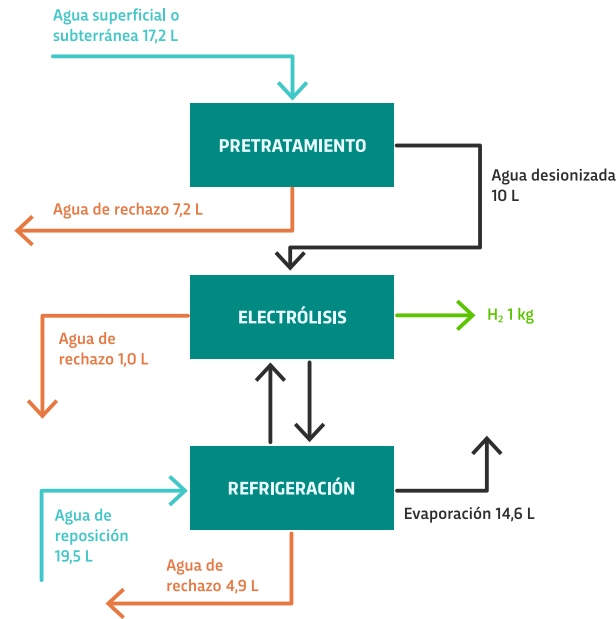 Agua superficial o
subterránea 17,2 L
PRETRATAMIENTO
Agua desionizada
10 L
Agua de rechazo 7,2 L
ELECTRÓLISIS
H₂ 1 kg
Agua de
rechazo 1,0 L
REFRIGERACIÓN
Evaporación 14,6 L
Agua de
reposición
19,5 L
Agua de
rechazo 4,9 L